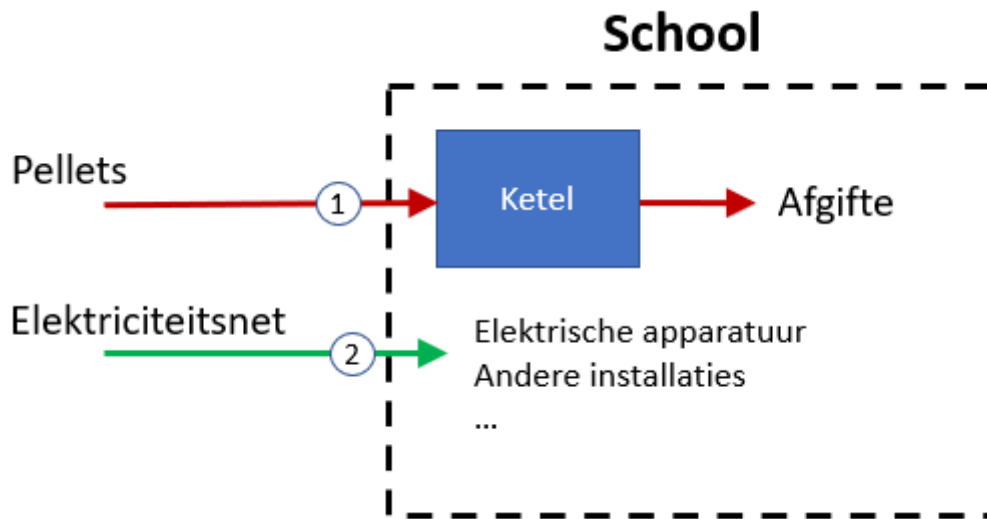 School
Pellets
1
Ketel
Afgifte
Elektriciteitsnet
2
Elektrische apparatuur
Andere installaties
...